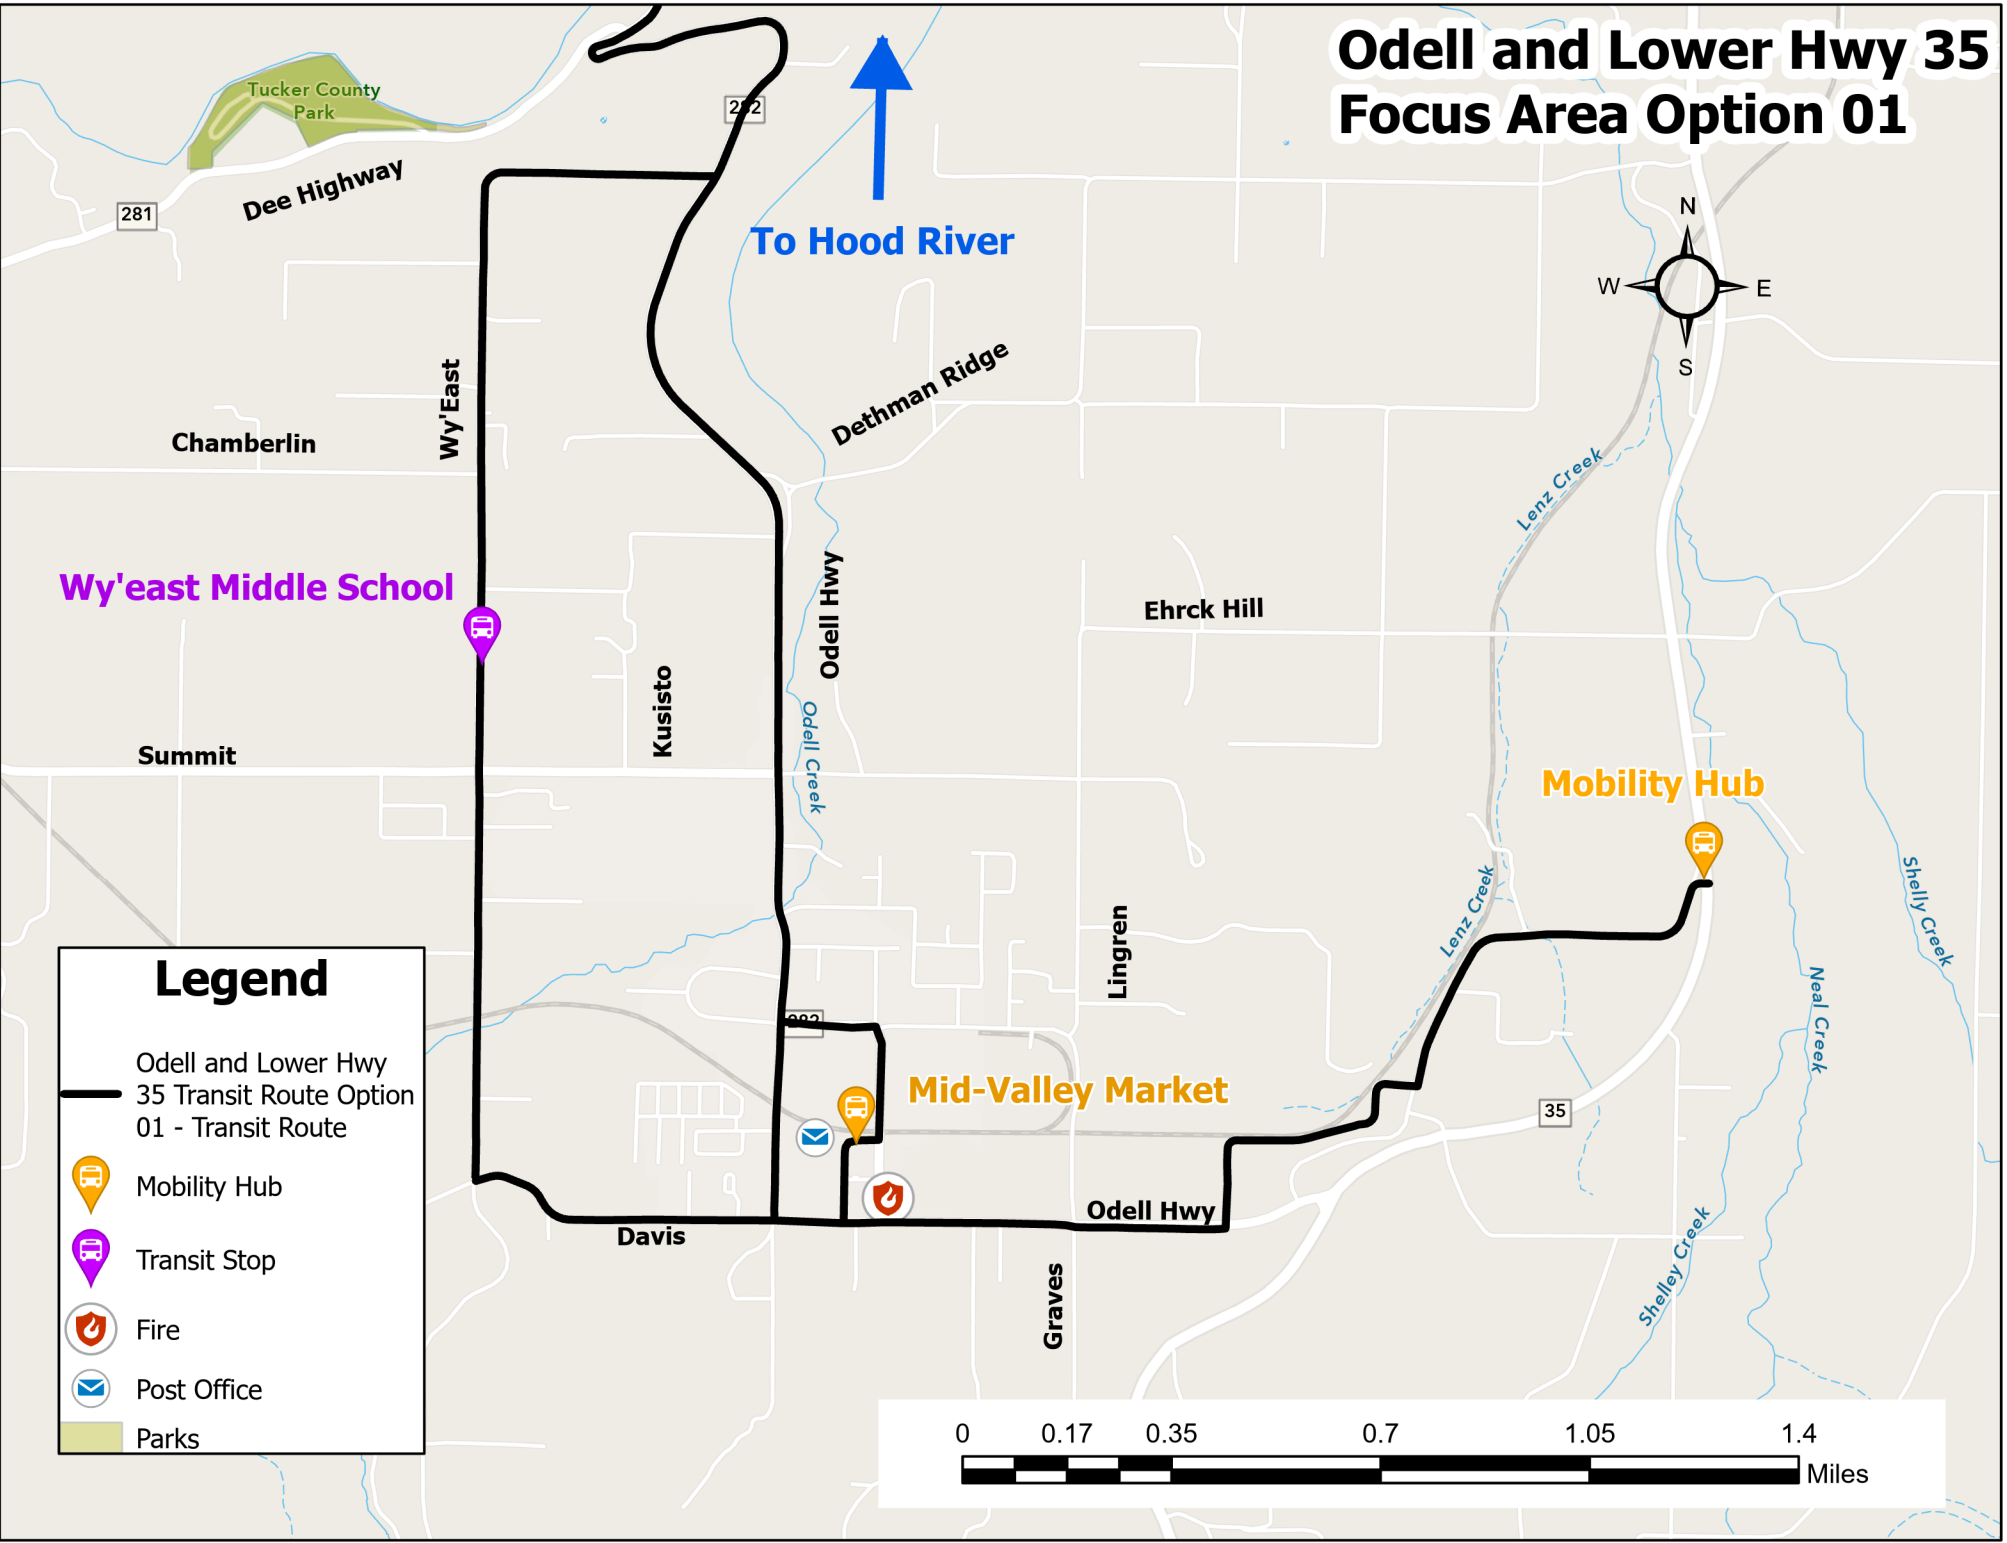 Odell and Lower Hwy 35
Focus Area Option 01
Tucker County
Park
282
Dee Highway
281
To Hood River
N
W
E
S
Wy'East
Dethman Ridge
Chamberlin
Lenz Creek
Wy'east Middle School
Odell Hwy
Ehrck Hill
Kusisto
Odell Creek
Summit
Mobility Hub
Shelly Creek
Lenz Creek
Lingren
Neal Creek
282
Mid-Valley Market
35
Odell Hwy
Davis
Graves
Shelley Creek
Legend
Odell and Lower Hwy
35 Transit Route Option
01 - Transit Route
Mobility Hub
Transit Stop
Fire
Post Office
Parks
0 0.17 0.35 0.7 1.05 1.4
Miles